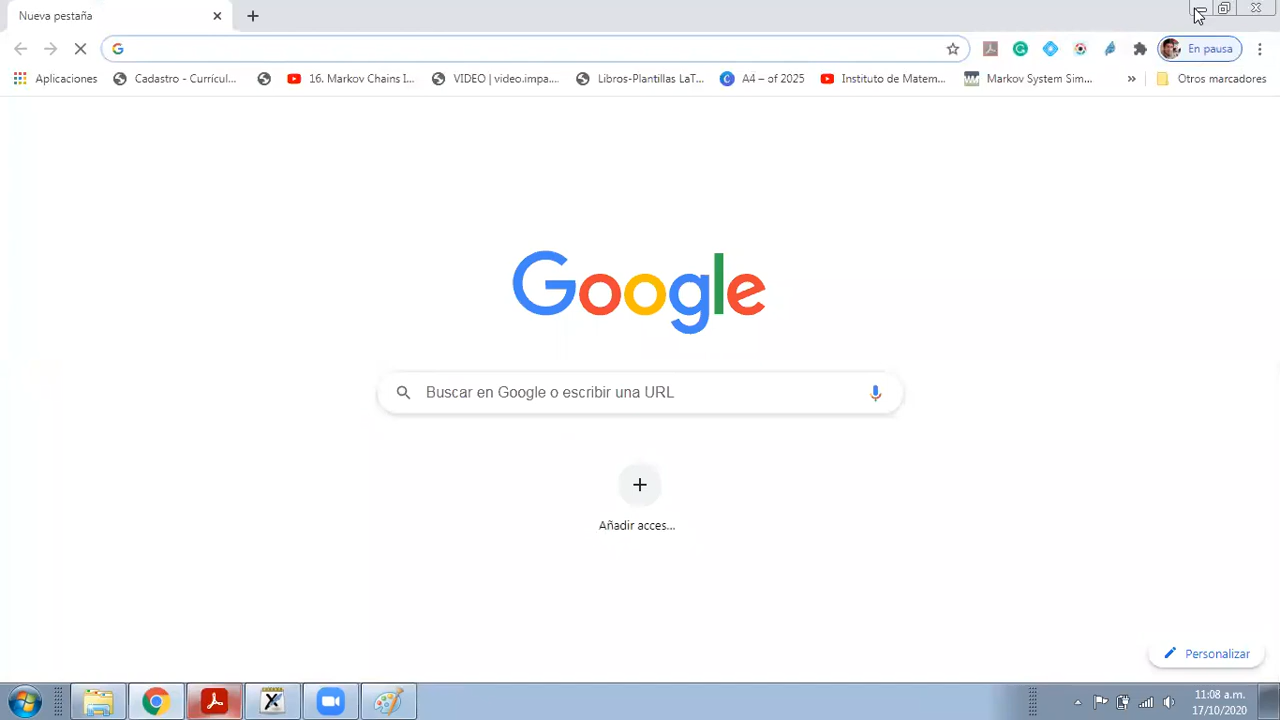 Nueva pestaña
En pausa
Aplicaciones
Cadastro - Currícul...
16. Markov Chains I...
VIDEO | video.impa....
Libros-Plantillas LaT...
A4 – of 2025
Instituto de Matem...
Markov System Sim...
»
Otros marcadores
Google
Buscar en Google o escribir una URL
Añadir acces...
Personalizar
11:08 a.m.
17/10/2020